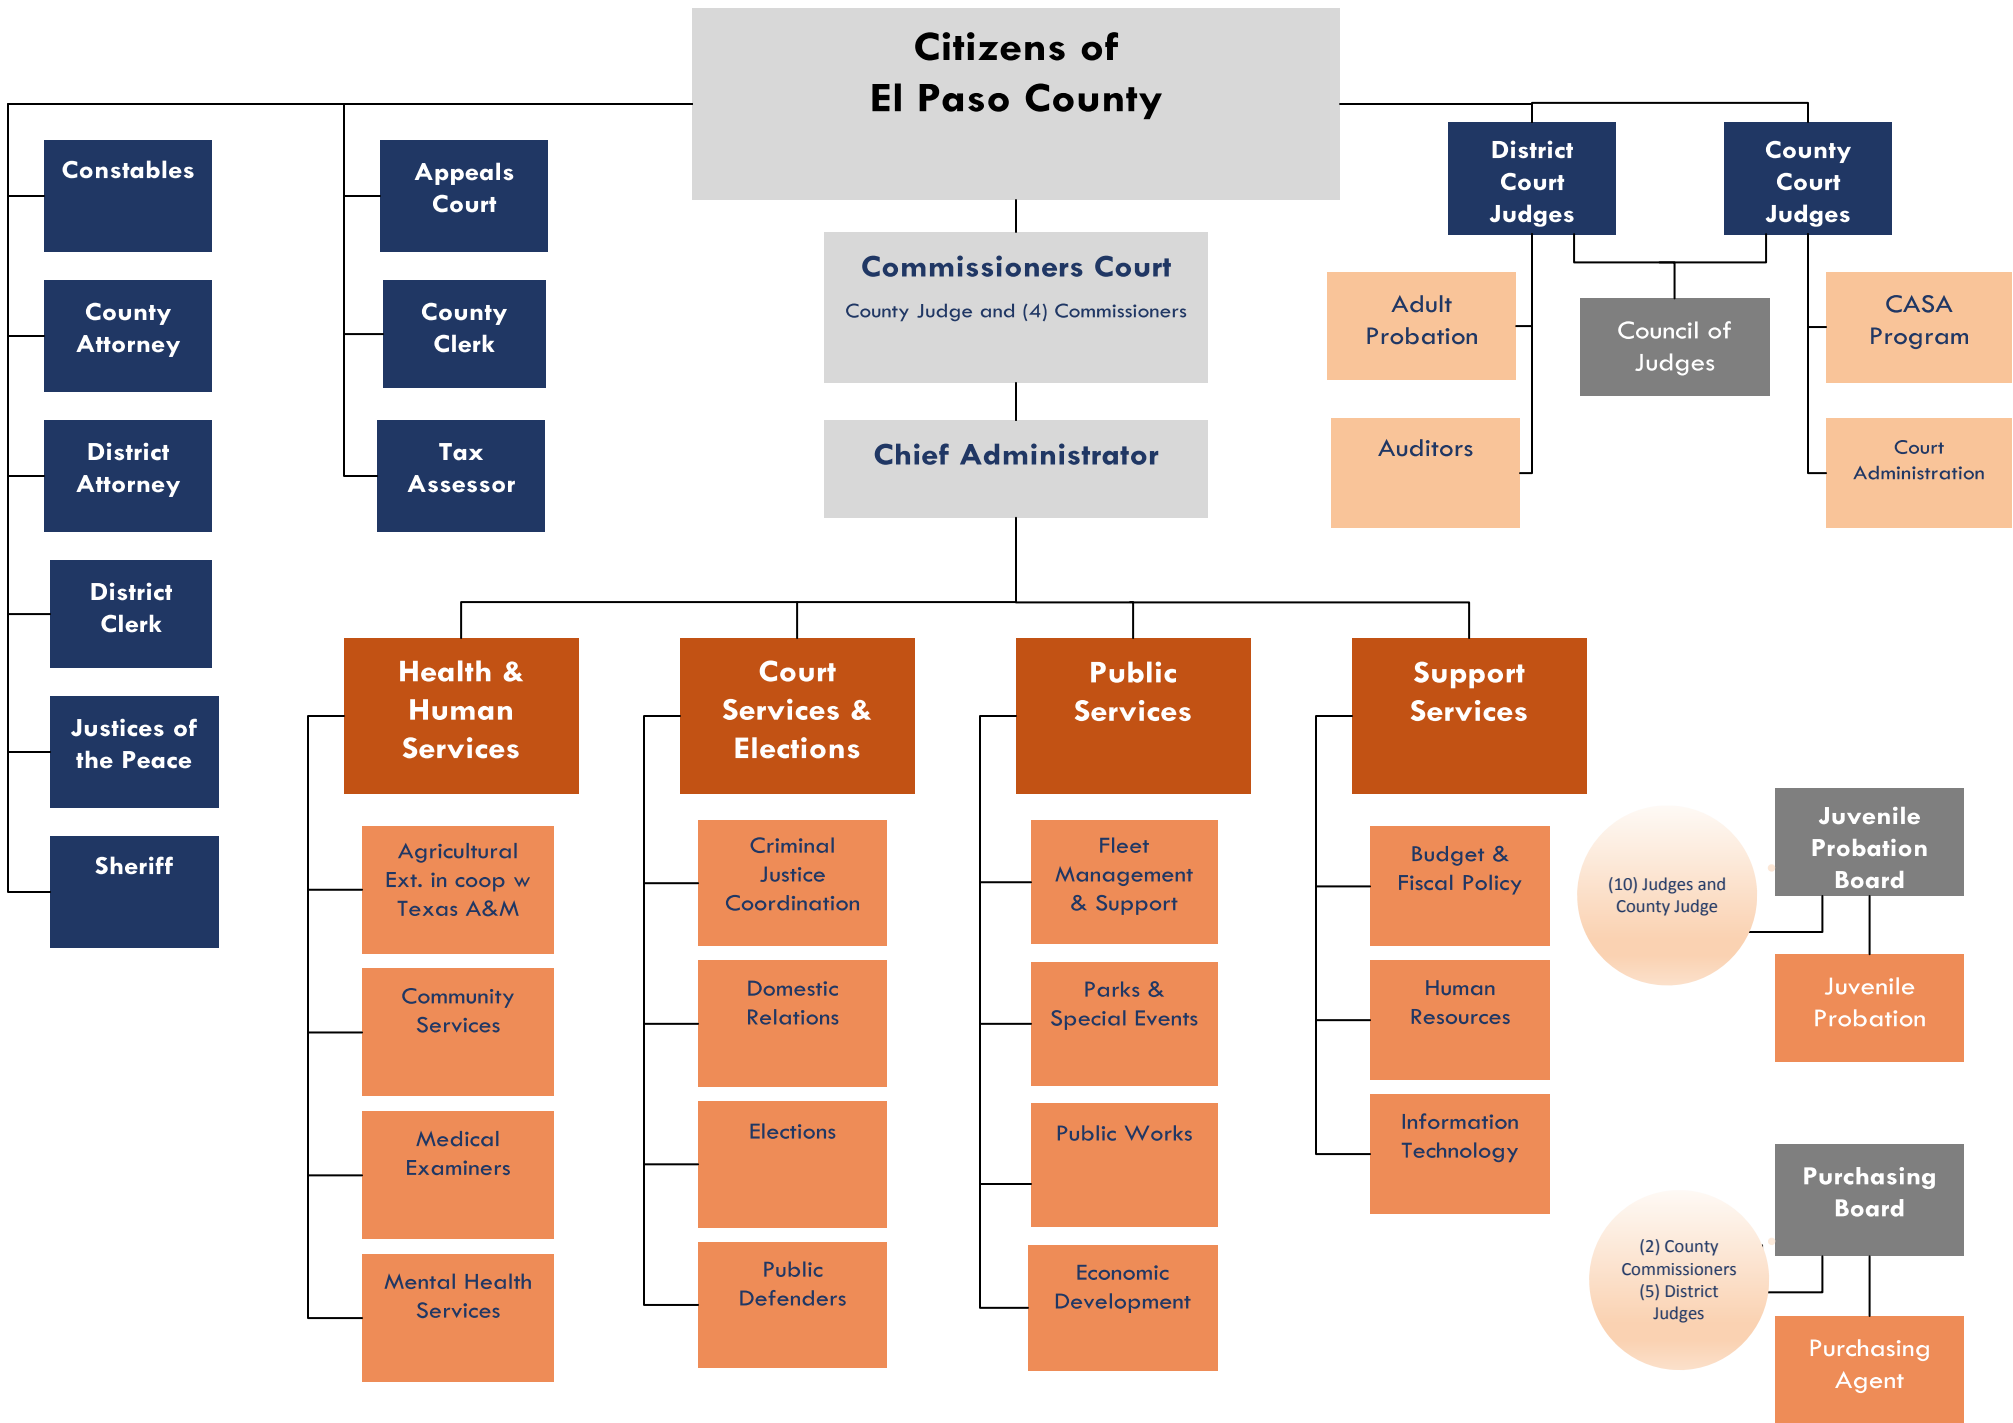 Citizens of
El Paso County
Constables
County
Attorney
District
Attorney
District
Clerk
Justices of
the Peace
Sheriff
Appeals
Court
County
Clerk
Tax
Assessor
Commissioners Court
County Judge and (4) Commissioners
Chief Administrator
District
Court
Judges
County
Court
Judges
Adult
Probation
Auditors
Council of
Judges
CASA
Program
Court
Administration
Health &
Human
Services
Agricultural
Ext. in coop w
Texas A&M
Community
Services
Medical
Examiners
Mental Health
Services
Court
Services &
Elections
Criminal
Justice
Coordination
Domestic
Relations
Elections
Public
Defenders
Public
Services
Fleet
Management
& Support
Parks &
Special Events
Public Works
Economic
Development
Support
Services
Budget &
Fiscal Policy
Human
Resources
Information
Technology
Juvenile
Probation
Board
(10) Judges and
County Judge
Juvenile
Probation
Purchasing
Board
(2) County
Commissioners
(5) District
Judges
Purchasing
Agent